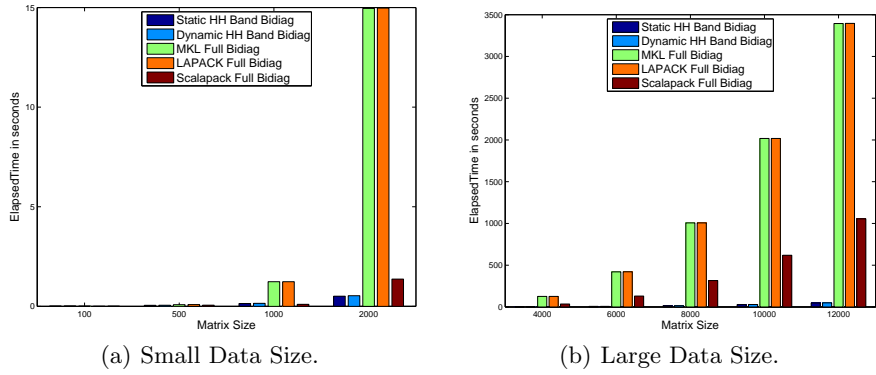 15
10
5
0
ElapsedTime in seconds
Static HH Band Bidiag
Dynamic HH Band Bidiag
MKL Full Bidiag
LAPACK Full Bidiag
Scalapack Full Bidiag
100 500 1000 2000
Matrix Size
(a) Small Data Size.
3500
3000
2500
2000
1500
1000
500
0
ElapsedTime in seconds
Static HH Band Bidiag
Dynamic HH Band Bidiag
MKL Full Bidiag
LAPACK Full Bidiag
Scalapack Full Bidiag
4000 6000 8000 10000 12000
Matrix Size
(b) Large Data Size.